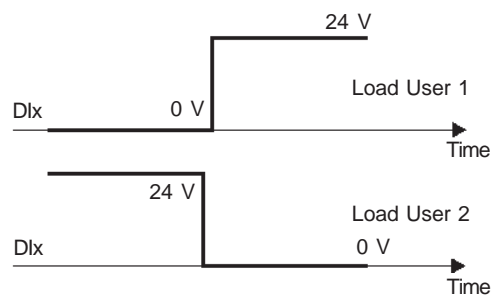 24 V
Load User 1
0 V
DIx
Time
24 V
Load User 2
DIx
0 V
Time